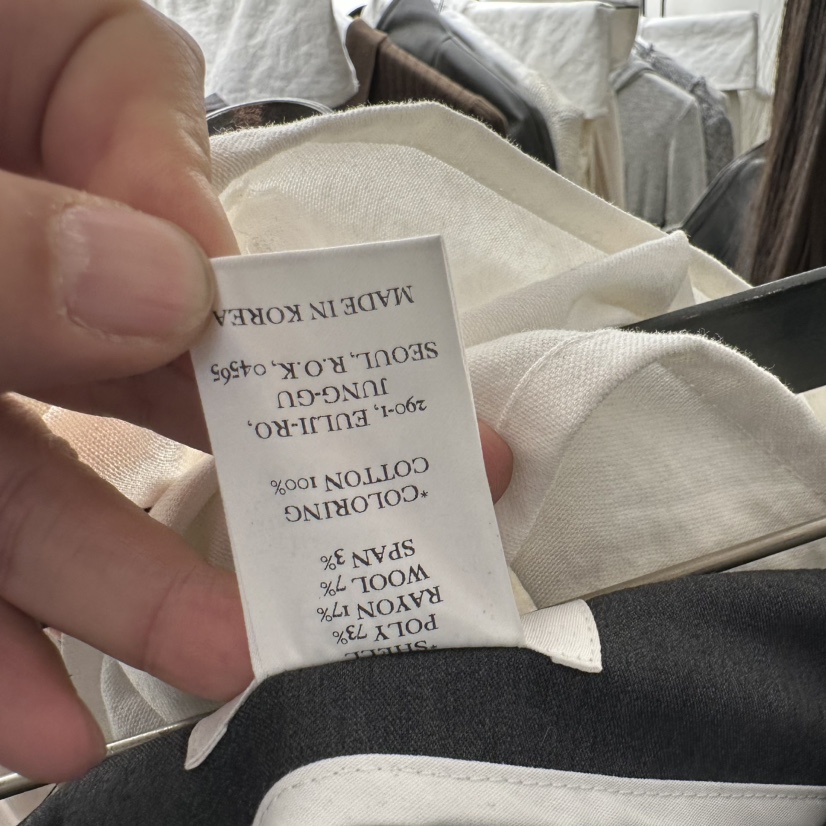 *SHELL
POLY 73%
RAYON 17%
WOOL 7%
SPAN 3%
*COLORING
COTTON 100%
290-1, EULJI-RO,
JUNG-GU
SEOUL, R.O.K, 04565
MADE IN KOREA